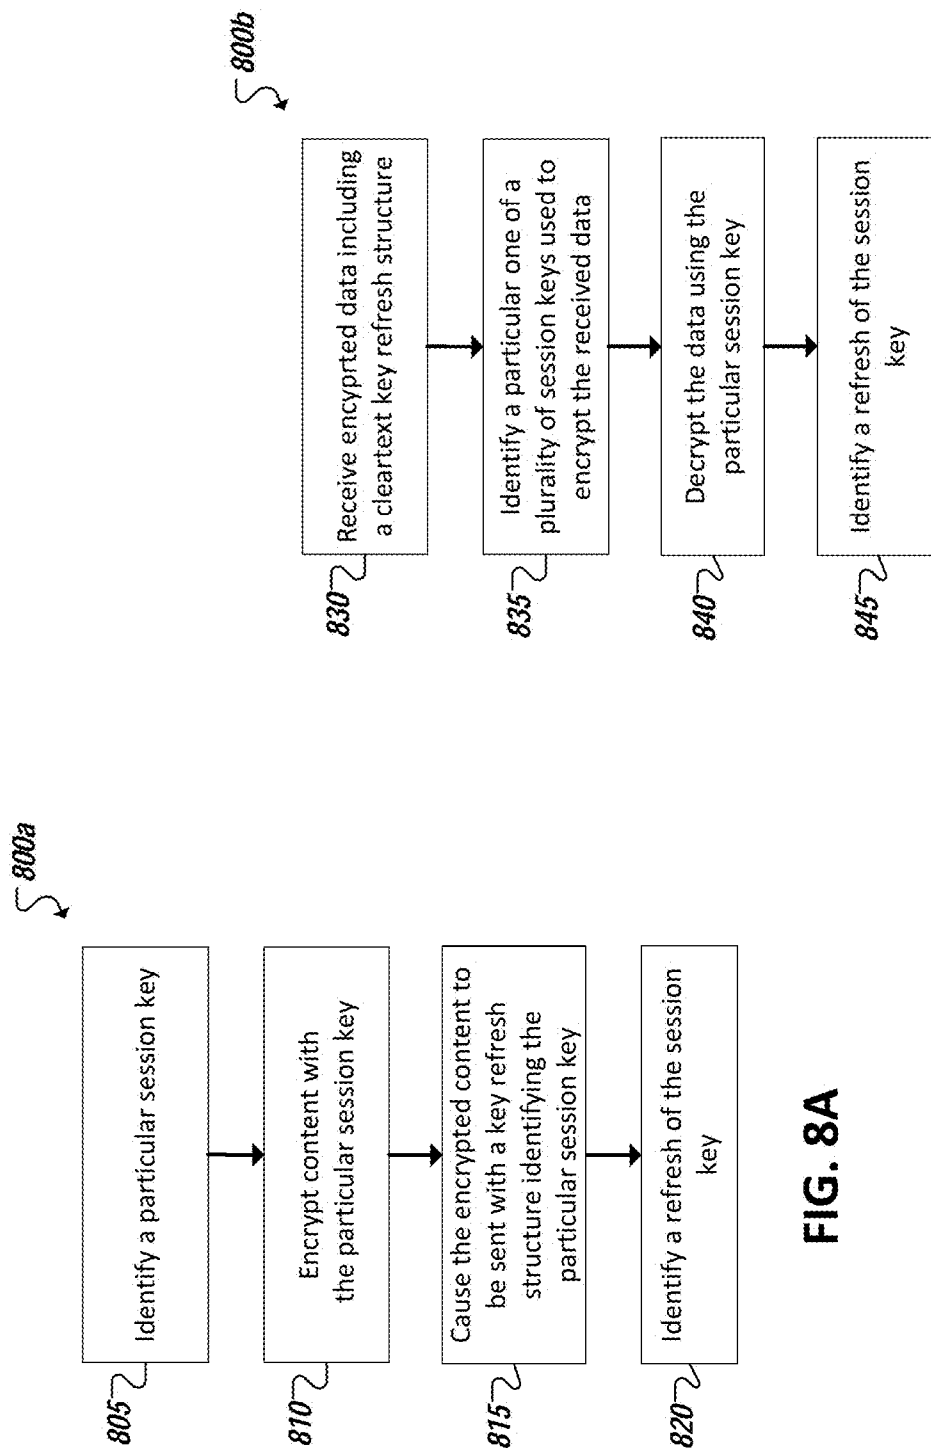 800a
805
Identify a particular session key
810
Encrypt content with
the particular session key
815
Cause the encrypted content to
be sent with a key refresh
structure identifying the
particular session key
820
Identify a refresh of the session
key
FIG. 8A
800b
830
Receive encyprted data including
a cleartext key refresh structure
835
Identify a particular one of a
plurality of session keys used to
encrypt the received data
840
Decrypt the data using the
particular session key
845
Identify a refresh of the session
key